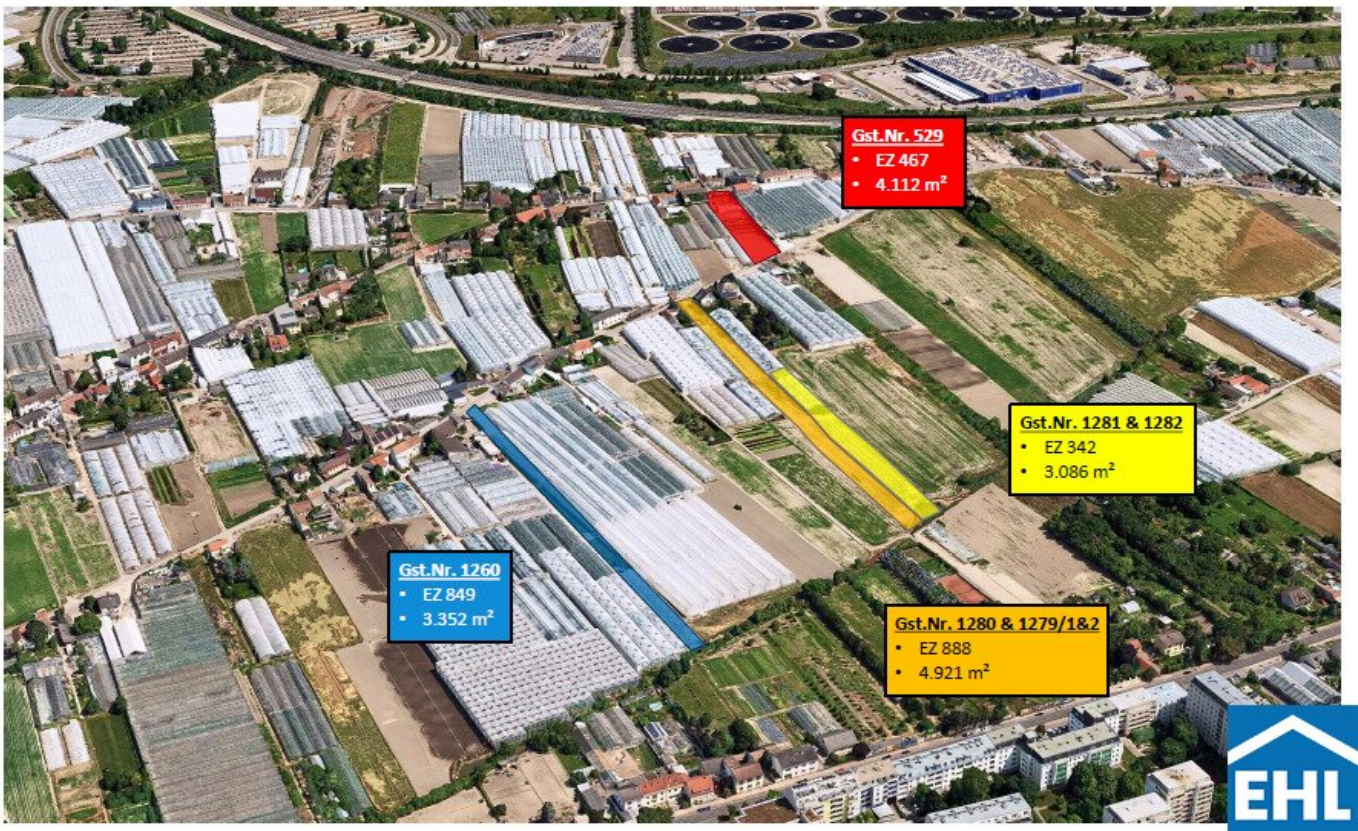 Gst.Nr. 529
• EZ 467
• 4.112 m²
Gst.Nr. 1281 & 1282
• EZ 342
• 3.086 m²
Gst.Nr. 1260
• EZ 849
• 3.352 m²
Gst.Nr. 1280 & 1279/1&2
• EZ 888
• 4.921 m²
EHL